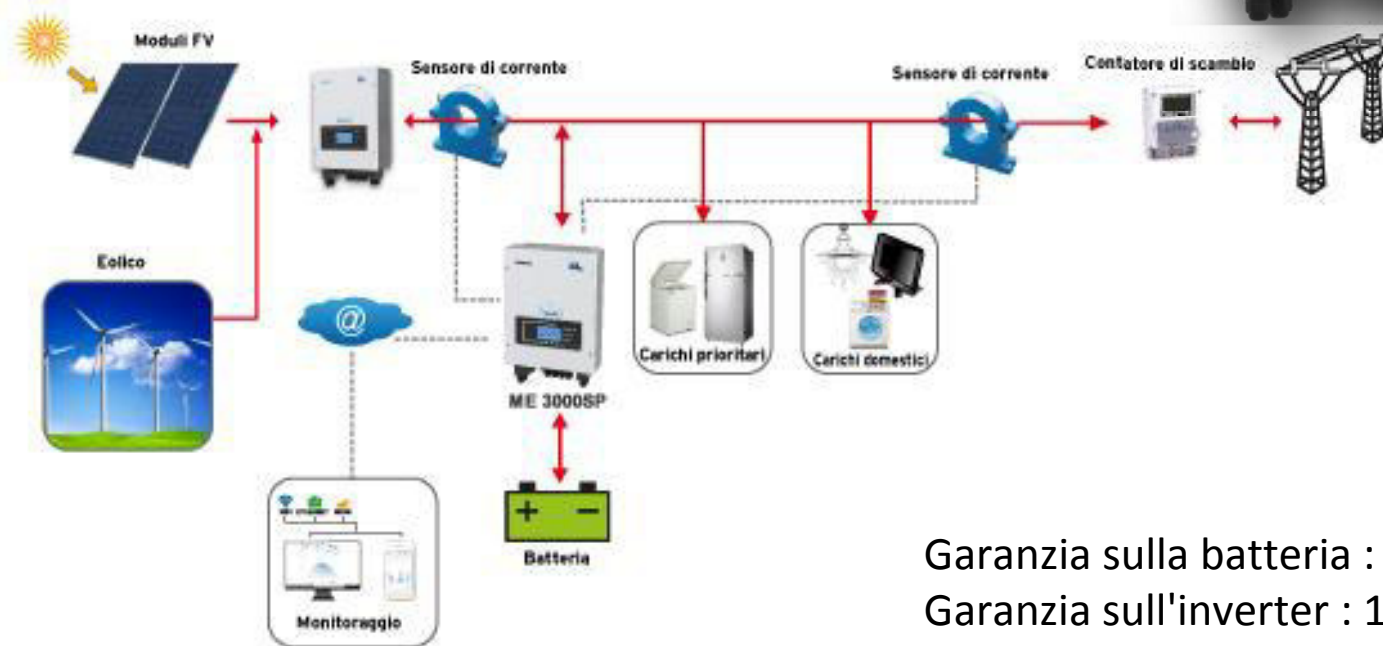 Moduli FV
Sensore di corrente
Sensore di corrente
Contatore di scambio
Eolico
@
Carichi prioritari
Carichi domestici
ME 3000SP
+ −
Batteria
Monitoraggio
Garanzia sulla batteria :
Garanzia sull'inverter : 1